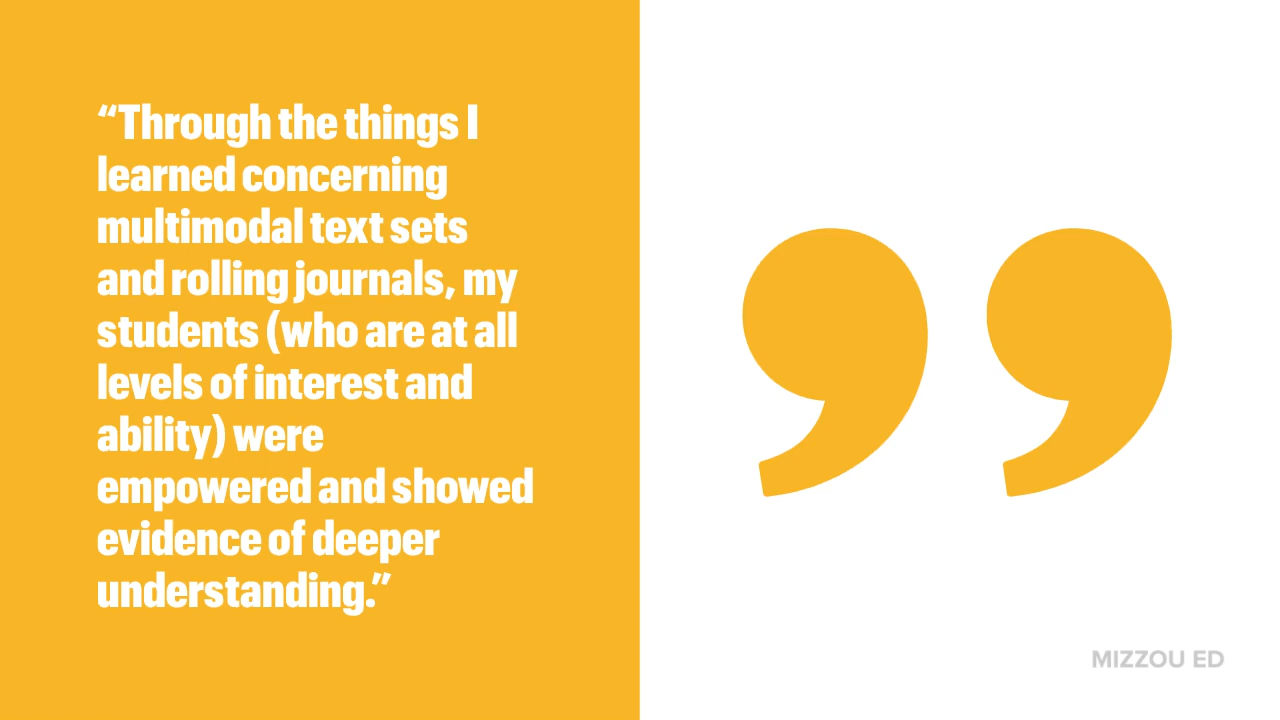 “Through the things I
learned concerning
multimodal text sets
and rolling journals, my
students (who are at all
levels of interest and
ability) were
empowered and showed
evidence of deeper
understanding.”
MIZZOU ED